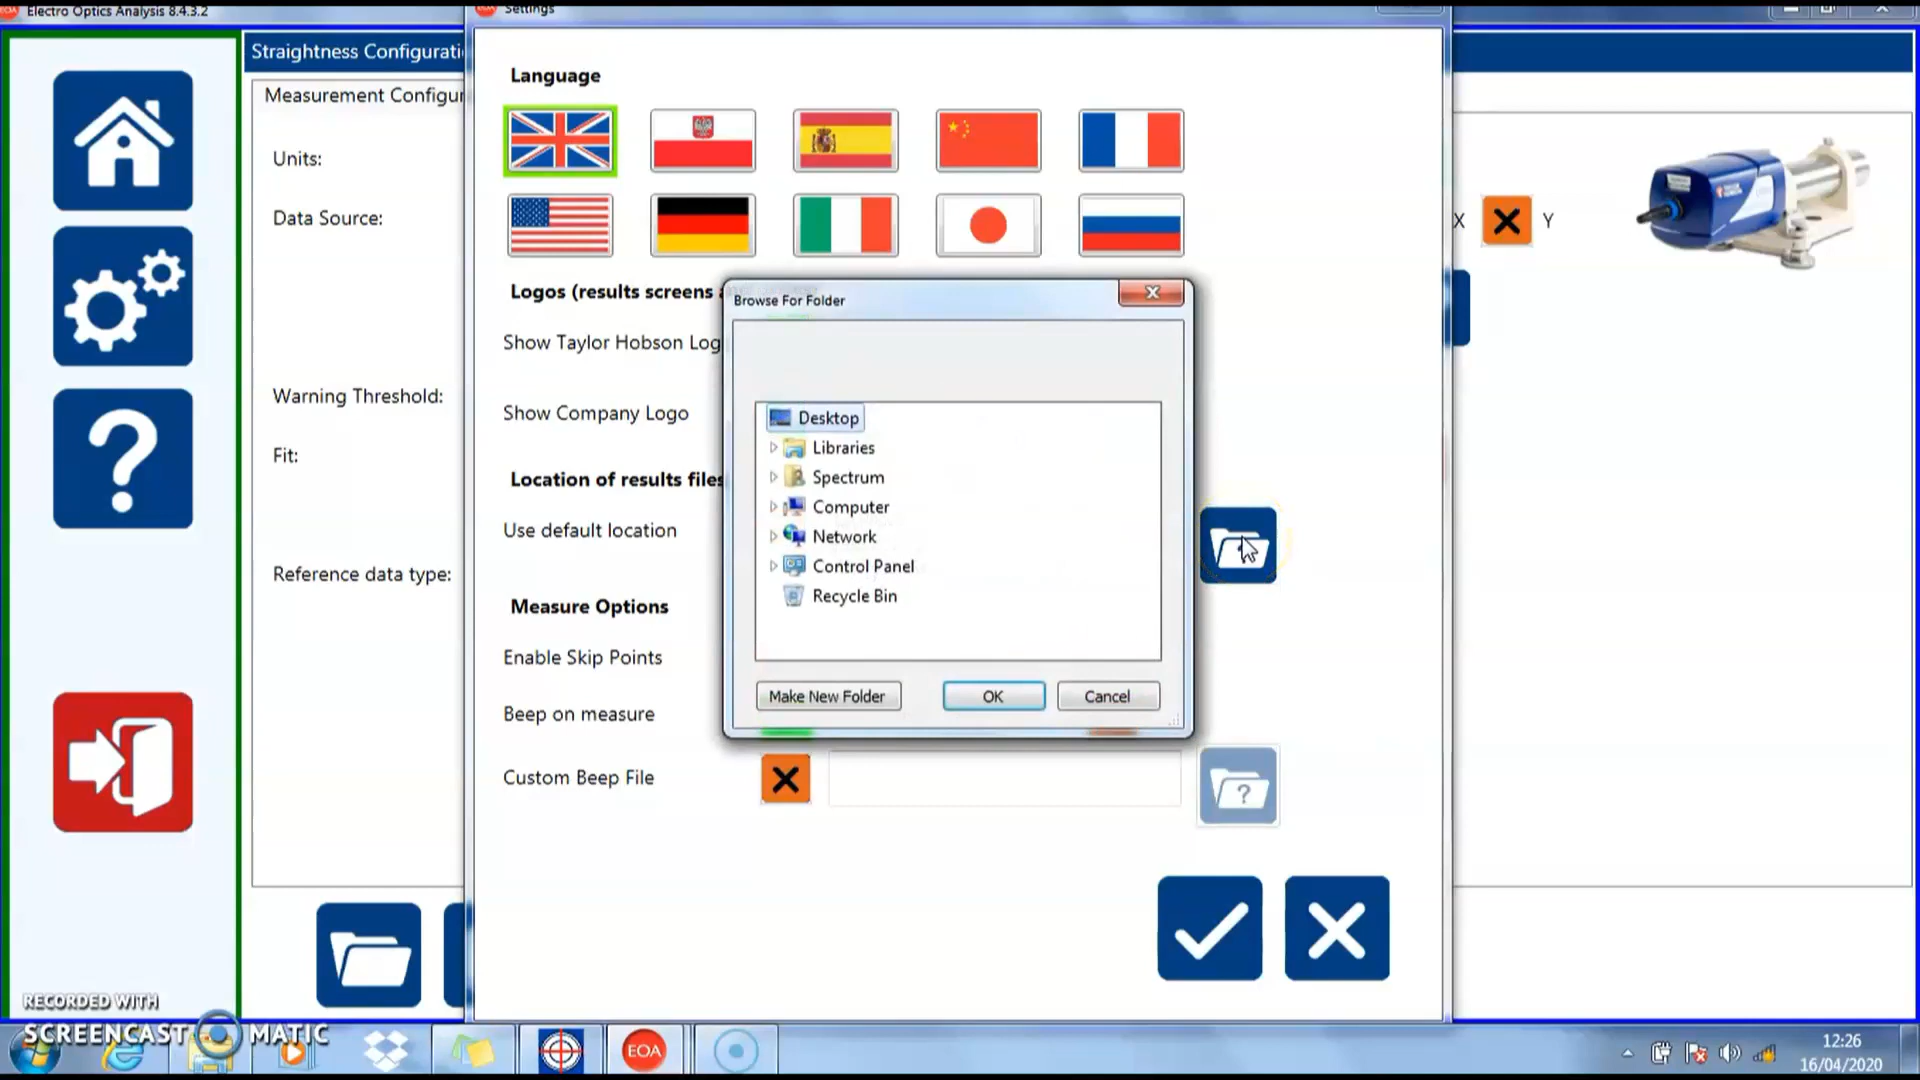 Electro Optics Analysis 8.4.3.2
Settings
Straightness Configurati
Measurement Configur
Units:
Data Source:
Warning Threshold:
Fit:
Reference data type:
Language
Logos (results screens a
Show Taylor Hobson Log
Show Company Logo
Location of results files
Use default location
Measure Options
Enable Skip Points
Beep on measure
Custom Beep File
Browse For Folder
Desktop
Libraries
Spectrum
Computer
Network
Control Panel
Recycle Bin
Make New Folder
OK
Cancel
X
Y
RECORDED WITH
SCREENCAST MATIC
EOA
12:26
16/04/2020